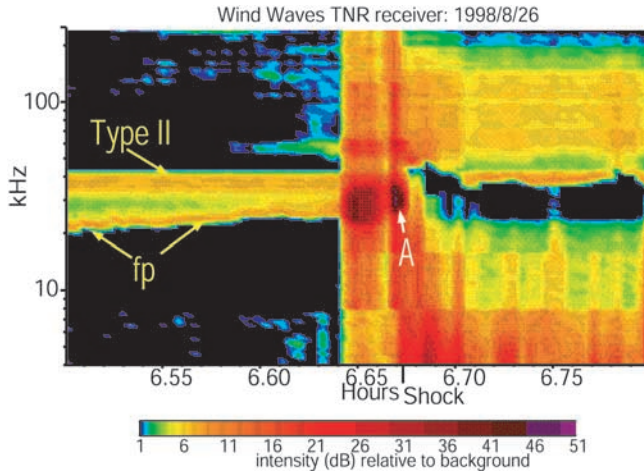 Wind Waves TNR receiver: 1998/8/26
100
Type II
kHz
fp
A
10
6.55 6.60 6.65 6.70 6.75
Hours Shock
1 6 11 16 21 26 31 36 41 46 51
intensity (dB) relative to background